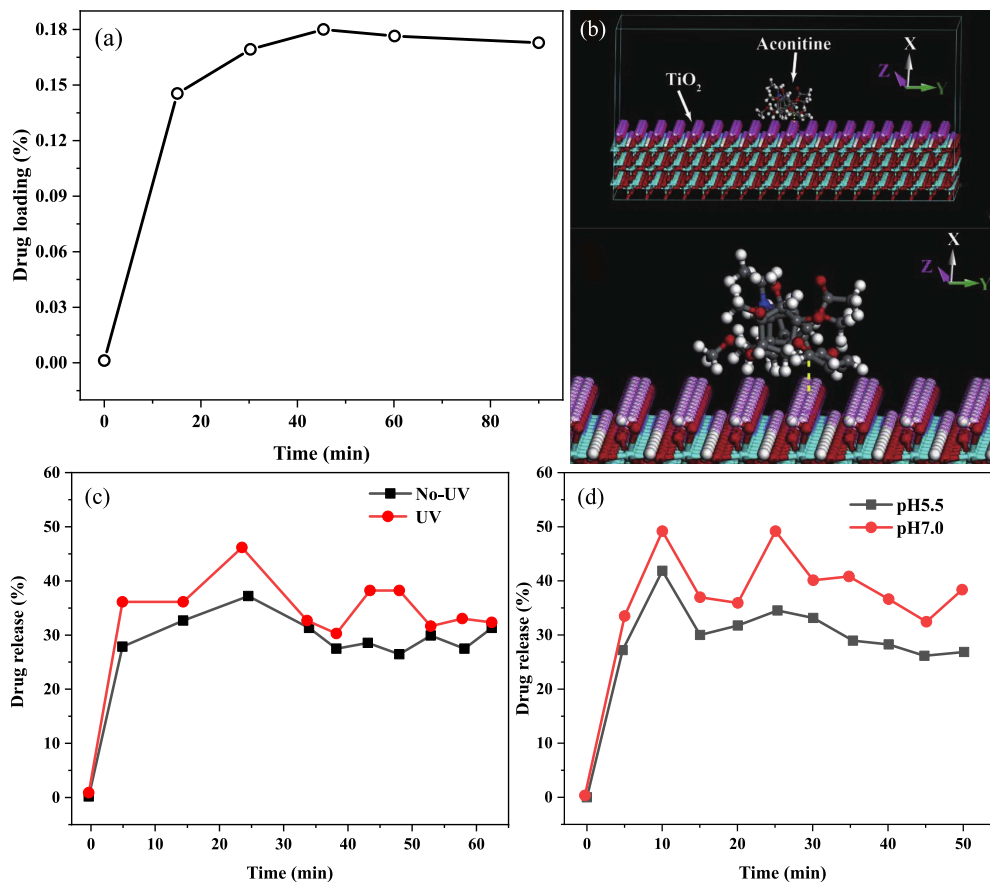 (a)
Drug loading (%)
0.18
0.15
0.12
0.09
0.06
0.03
0.00
0 20 40 60 80
Time (min)
(b)
Aconitine
TiO2
X
Z
Y
X
Z
Y
(c)
No-UV
UV
Drug release (%)
60
50
40
30
20
10
0
0 10 20 30 40 50 60
Time (min)
(d)
pH5.5
pH7.0
Drug release (%)
60
50
40
30
20
10
0
0 10 20 30 40 50
Time (min)